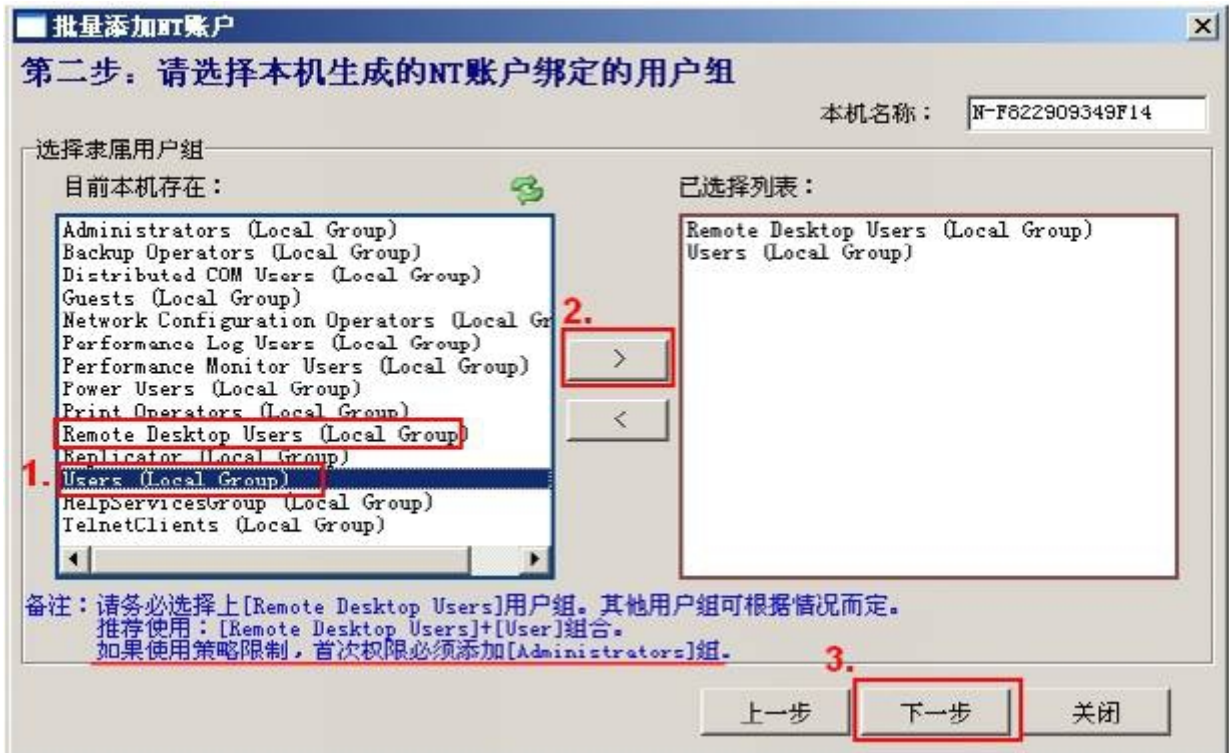 批量添加NT账户
第二步：请选择本机生成的NT账户绑定的用户组
本机名称： N-F822909349F14
选择隶属用户组
目前本机存在：
Administrators (Local Group)
Backup Operators (Local Group)
Distributed COM Users (Local Group)
Guests (Local Group)
Network Configuration Operators (Local Gr
Performance Log Users (Local Group)
Performance Monitor Users (Local Group)
Power Users (Local Group)
Print Operators (Local Group)
Remote Desktop Users (Local Group)
Replicator (Local Group)
1. Users (Local Group)
HelpServicesGroup (Local Group)
TelnetClients (Local Group)
2.
>
<
已选择列表：
Remote Desktop Users (Local Group)
Users (Local Group)
备注：请务必选择上[Remote Desktop Users]用户组。其他用户组可根据情况而定。
推荐使用：[Remote Desktop Users]+[User]组合。
如果使用策略限制，首次权限必须添加[Administrators]组。
3.
上一步 下一步 关闭